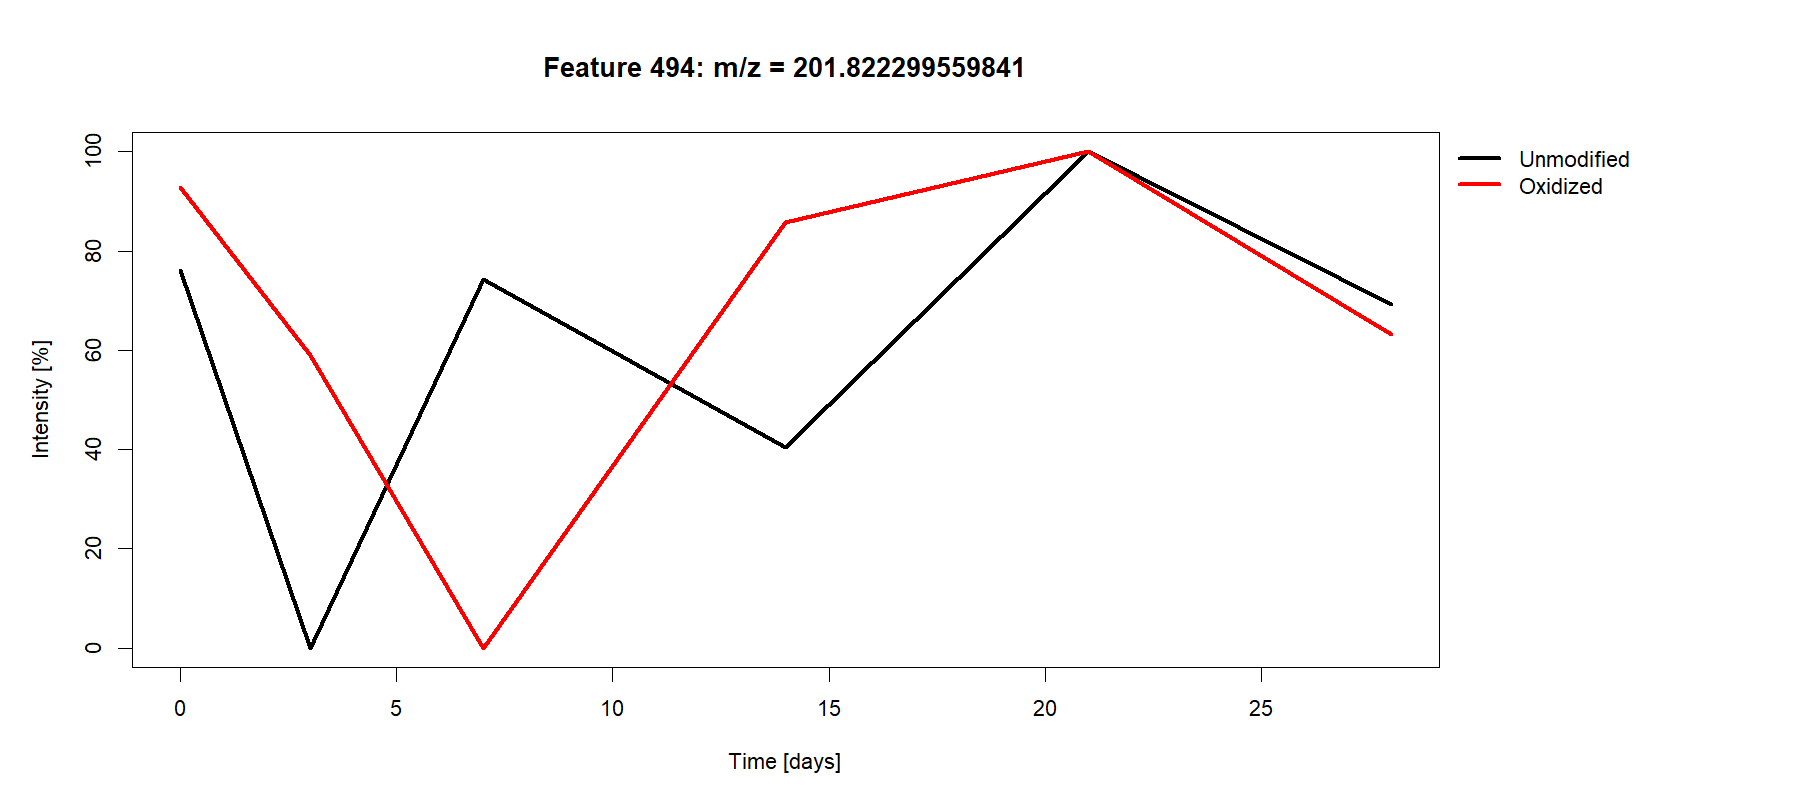 Feature 494: m/z = 201.822299559841
Unmodified
Oxidized
Intensity [%]
100
80
60
40
20
0
0 5 10 15 20 25
Time [days]